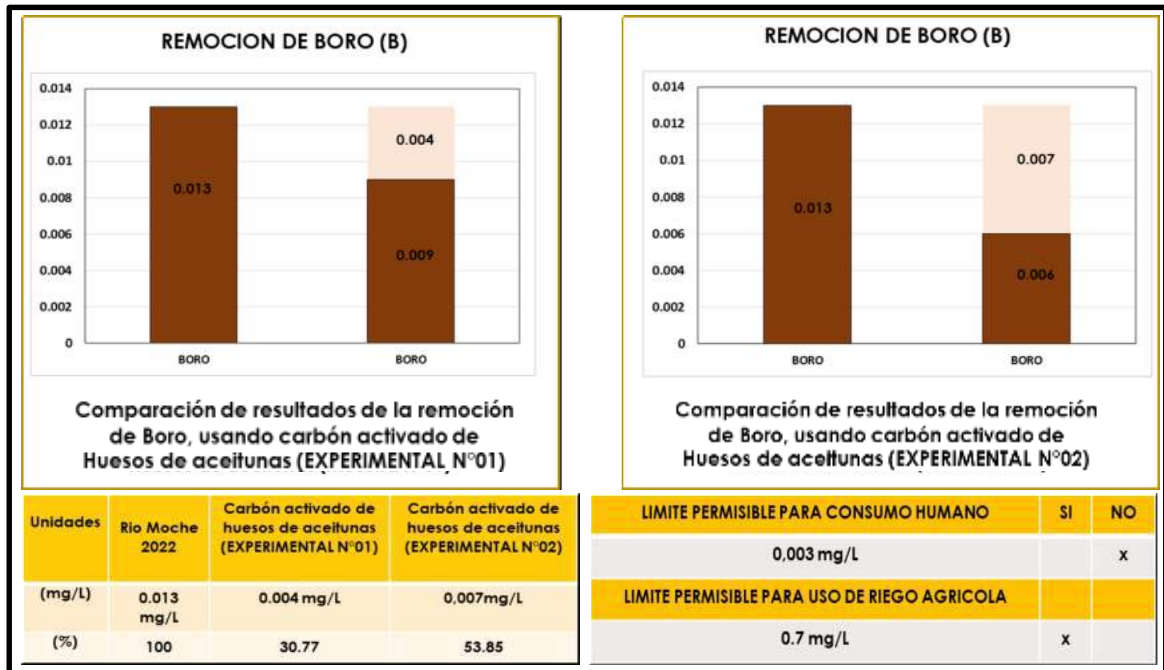 REMOCION DE BORO (B)
0.014
0.012
0.01
0.008
0.006
0.004
0.002
0
0.013
0.004
0.009
BORO
BORO
Comparación de resultados de la remoción
de Boro, usando carbón activado de
Huesos de aceitunas (EXPERIMENTAL N°01)
REMOCION DE BORO (B)
0.014
0.012
0.01
0.008
0.006
0.004
0.002
0
0.013
0.007
0.006
BORO
BORO
Comparación de resultados de la remoción
de Boro, usando carbón activado de
Huesos de aceitunas (EXPERIMENTAL N°02)
Unidades
Rio Moche
2022
Carbón activado de
huesos de aceitunas
(EXPERIMENTAL N°01)
Carbón activado de
huesos de aceitunas
(EXPERIMENTAL N°02)
(mg/L)
0.013
mg/L
0.004 mg/L
0,007mg/L
(%)
100
30.77
53.85
LIMITE PERMISIBLE PARA CONSUMO HUMANO
SI
NO
0,003 mg/L
x
LIMITE PERMISIBLE PARA USO DE RIEGO AGRICOLA
0.7 mg/L
x